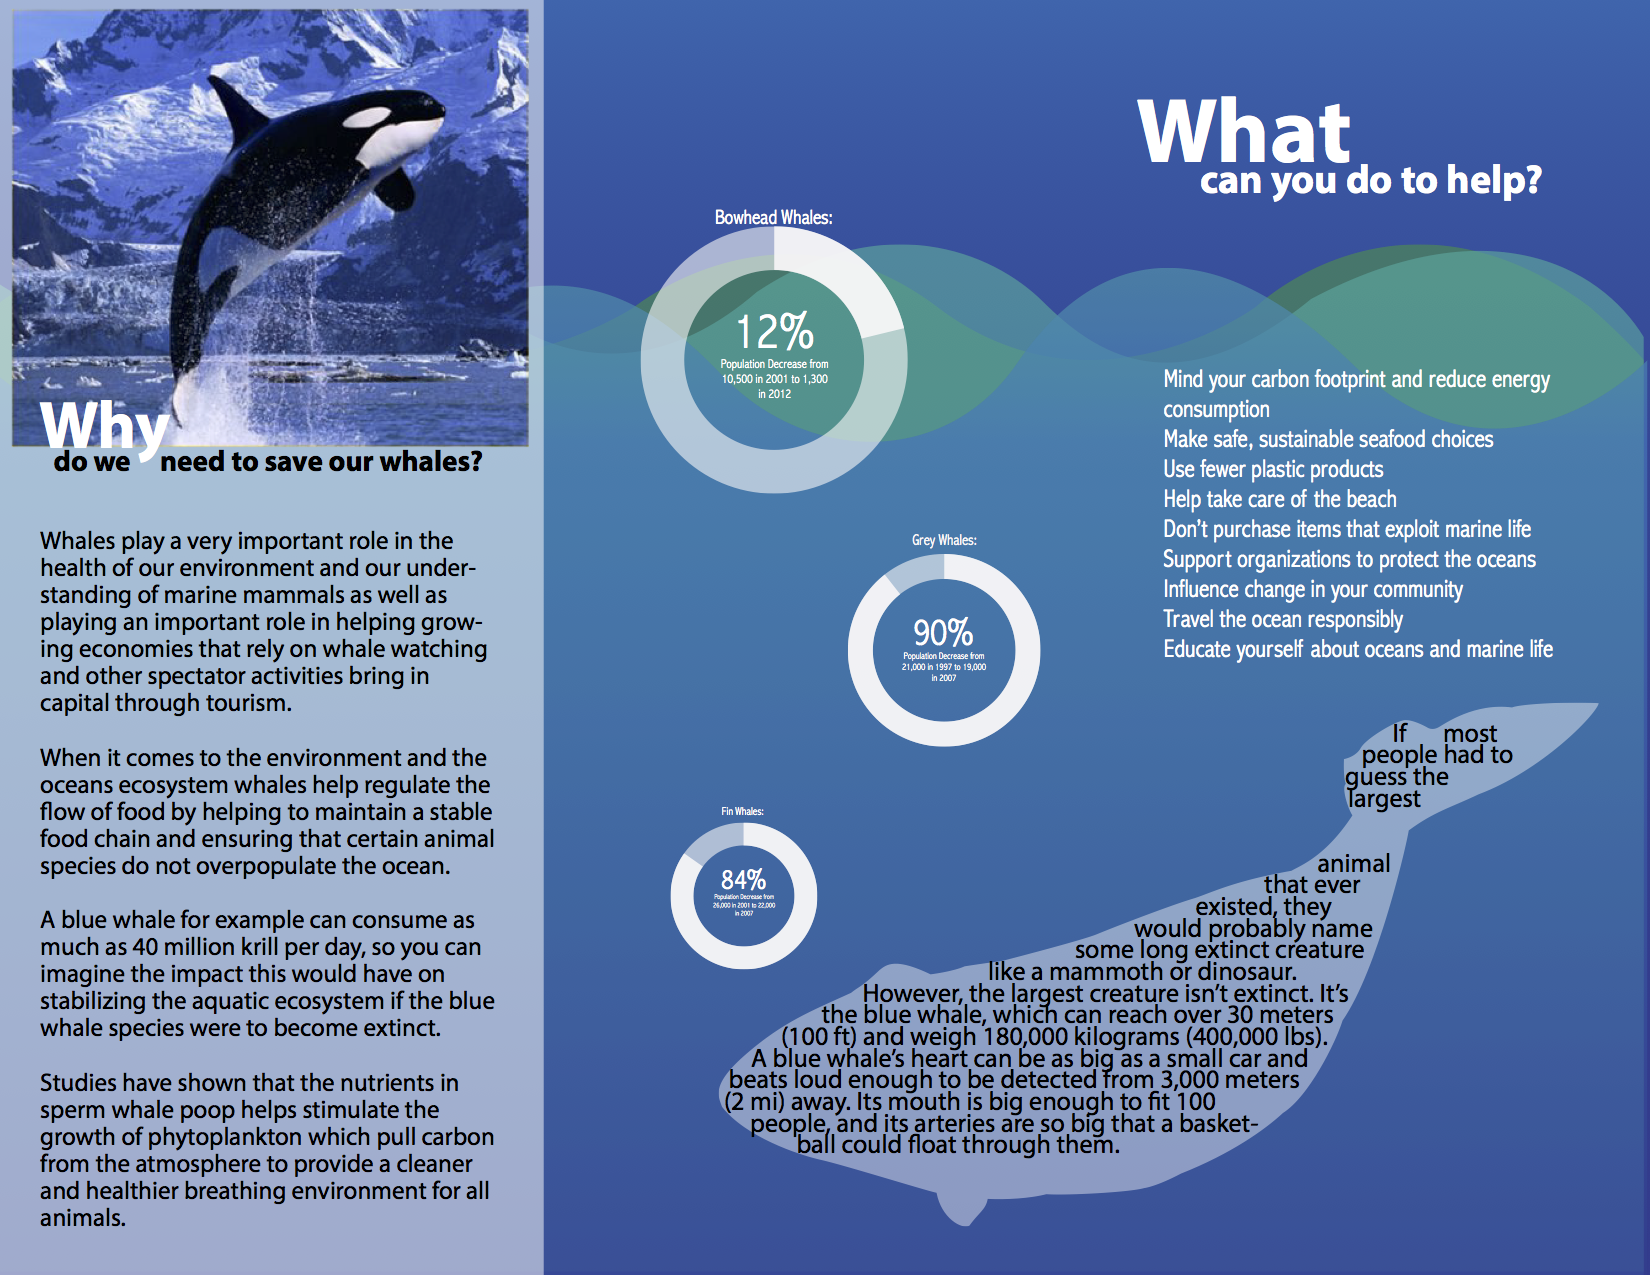 Why
do we need to save our whales?
Whales play a very important role in the
health of our environment and our under-
standing of marine mammals as well as
playing an important role in helping grow-
ing economies that rely on whale watching
and other spectator activities bring in
capital through tourism.
When it comes to the environment and the
oceans ecosystem whales help regulate the
flow of food by helping to maintain a stable
food chain and ensuring that certain animal
species do not overpopulate the ocean.
A blue whale for example can consume as
much as 40 million krill per day, so you can
imagine the impact this would have on
stabilizing the aquatic ecosystem if the blue
whale species were to become extinct.
Studies have shown that the nutrients in
sperm whale poop helps stimulate the
growth of phytoplankton which pull carbon
from the atmosphere to provide a cleaner
and healthier breathing environment for all
animals.
Bowhead Whales:
12%
Population Decrease from
10,500 in 2001 to 1,300
in 2012
Grey Whales:
90%
Population Decrease from
21,000 in 1997 to 19,000
in 2007
Fin Whales:
84%
Population Decrease from
26,000 in 2001 to 22,000
in 2007
What
can you do to help?
Mind your carbon footprint and reduce energy
consumption
Make safe, sustainable seafood choices
Use fewer plastic products
Help take care of the beach
Don't purchase items that exploit marine life
Support organizations to protect the oceans
Influence change in your community
Travel the ocean responsibly
Educate yourself about oceans and marine life
If most
people had to
guess the
largest
animal
that ever
existed, they
would probably name
some long extinct creature
like a mammoth or dinosaur.
However, the largest creature isn't extinct. It's
the blue whale, which can reach over 30 meters
(100 ft) and weigh 180,000 kilograms (400,000 lbs).
A blue whale's heart can be as big as a small car and
beats loud enough to be detected from 3,000 meters
(2 mi) away. Its mouth is big enough to fit 100
people, and its arteries are so big that a basket-
ball could float through them.